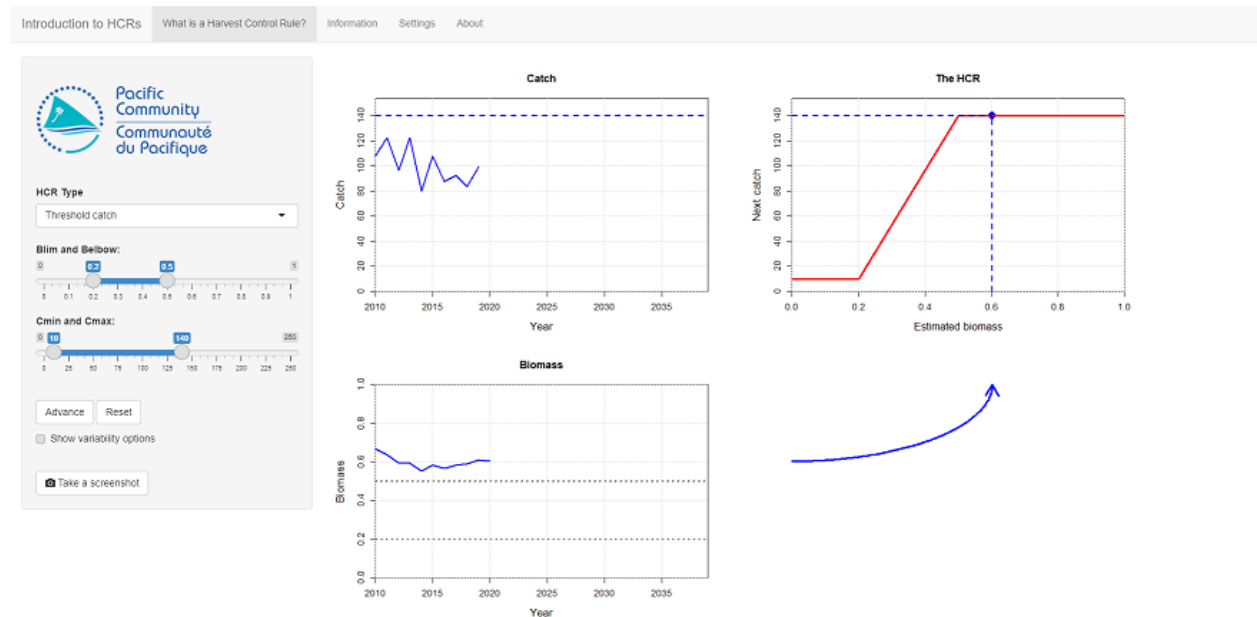 Introduction to HCRs What is a Harvest Control Rule? Information Settings About
Pacific
Community
Communauté
du Pacifique
HCR Type
Threshold catch
Blim and Belbow:
0 0.2 0.5 1
0 0.1 0.2 0.3 0.4 0.5 0.6 0.7 0.8 0.9 1
Cmin and Cmax:
0 10 140 250
0 25 50 75 100 125 150 175 200 225 250
Advance Reset
Show variability options
Take a screenshot
Catch
Catch
0 20 40 60 80 100 120 140
2010 2015 2020 2025 2030 2035
Year
The HCR
Next catch
0 20 40 60 80 100 120 140
0.0 0.2 0.4 0.6 0.8 1.0
Estimated biomass
Biomass
Biomass
0.0 0.2 0.4 0.6 0.8 1.0
2010 2015 2020 2025 2030 2035
Year